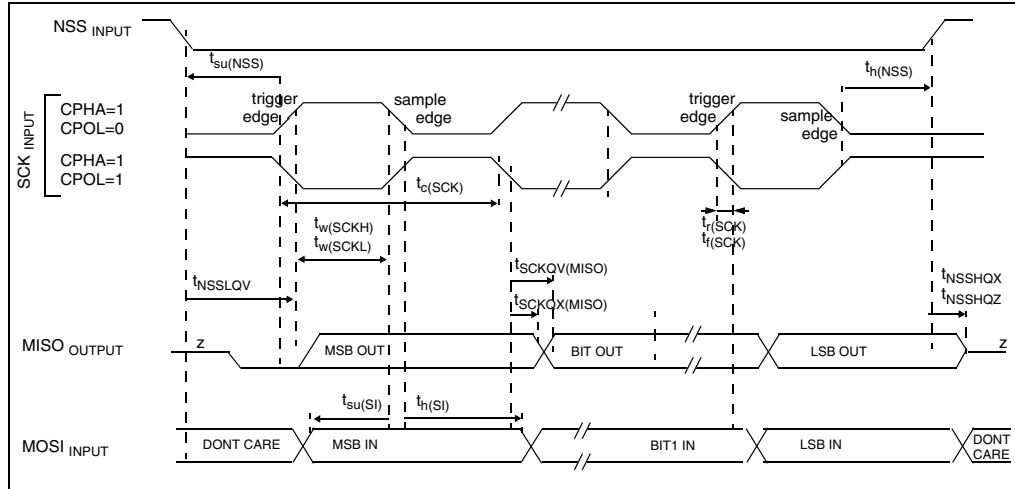 NSS INPUT
tsu(NSS)
th(NSS)
trigger
edge
sample
edge
trigger
edge
sample
edge
SCK INPUT
CPHA=1
CPOL=0
CPHA=1
CPOL=1
tc(SCK)
tw(SCKH)
tw(SCKL)
tr(SCK)
tf(SCK)
tNSSLQV
tSCKQV(MISO)
tSCKQX(MISO)
tNSSHQX
tNSSHQZ
MISO OUTPUT
z
MSB OUT
BIT OUT
LSB OUT
z
tsu(SI)
th(SI)
MOSI INPUT
DONT CARE
MSB IN
BIT1 IN
LSB IN
DONT
CARE